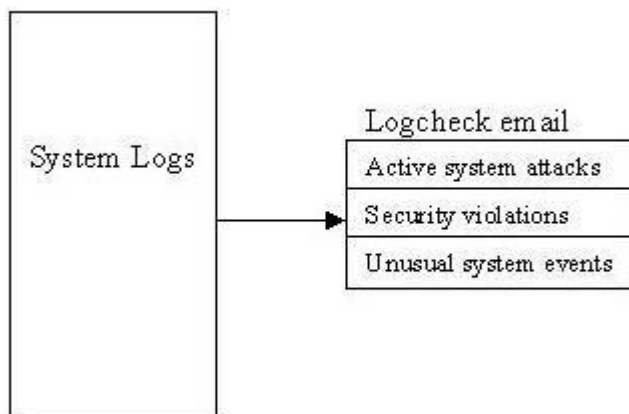 System Logs
Logcheck email
Active system attacks
Security violations
Unusual system events